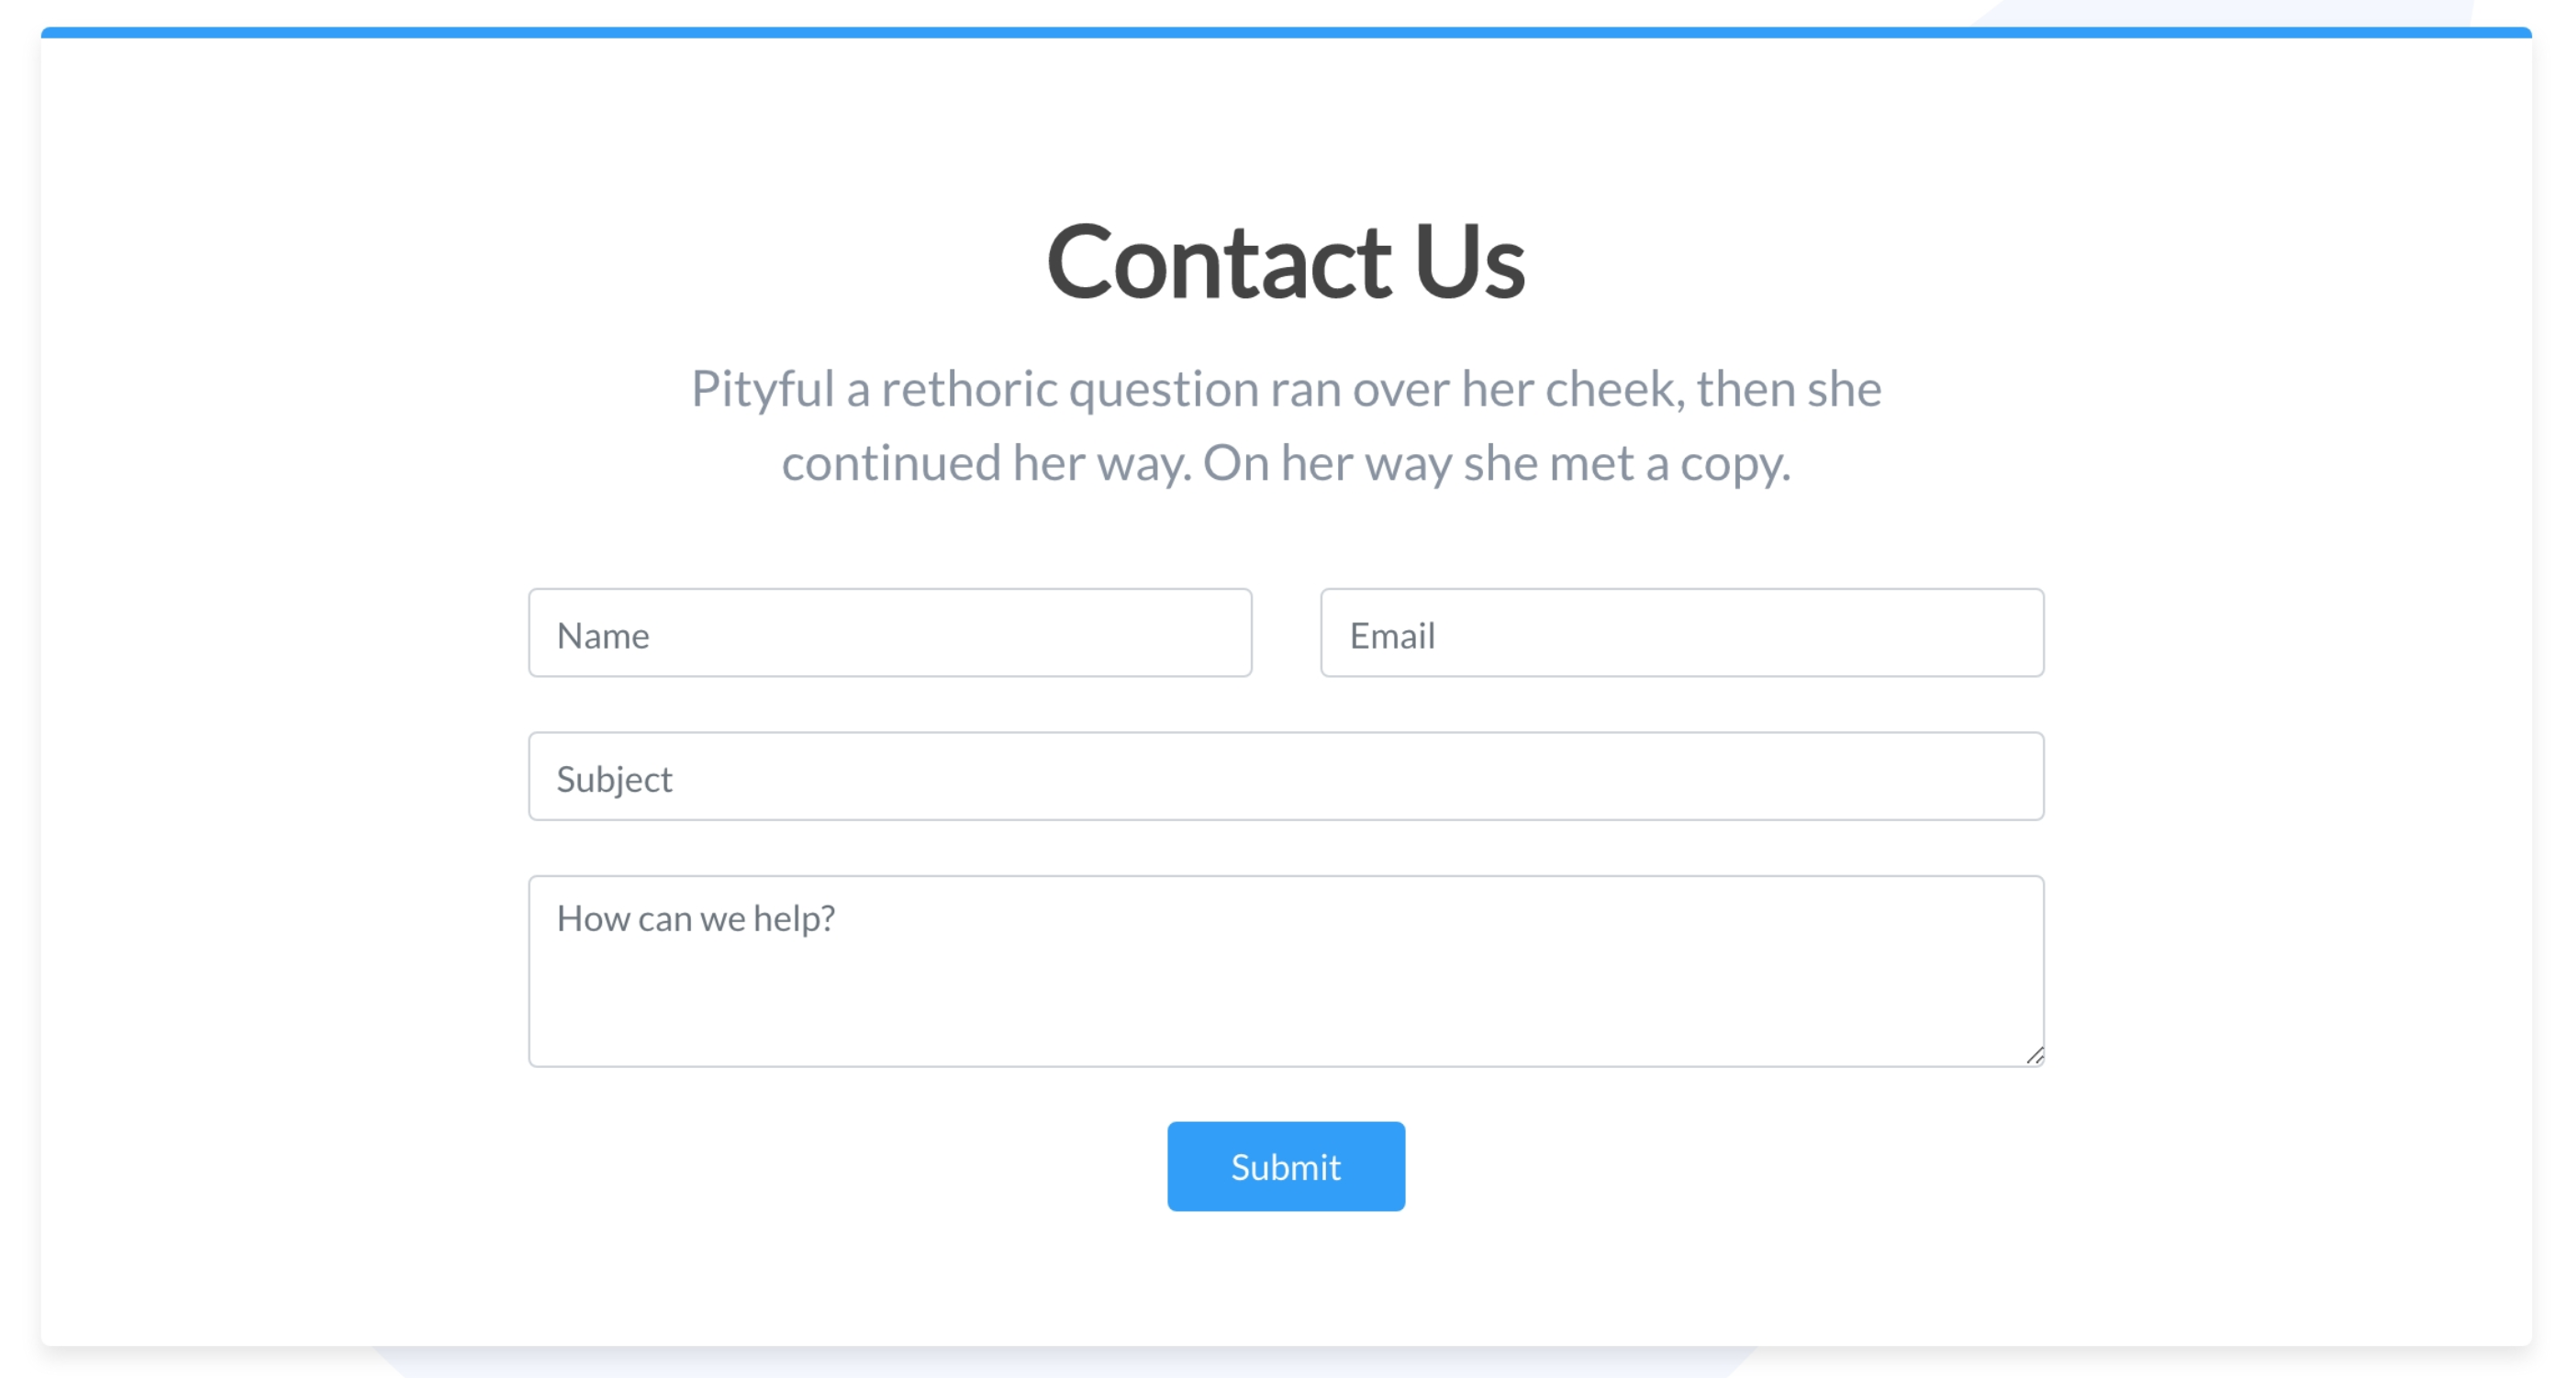 Contact Us
Pityful a rethoric question ran over her cheek, then she
continued her way. On her way she met a copy.
Name
Email
Subject
How can we help?
Submit